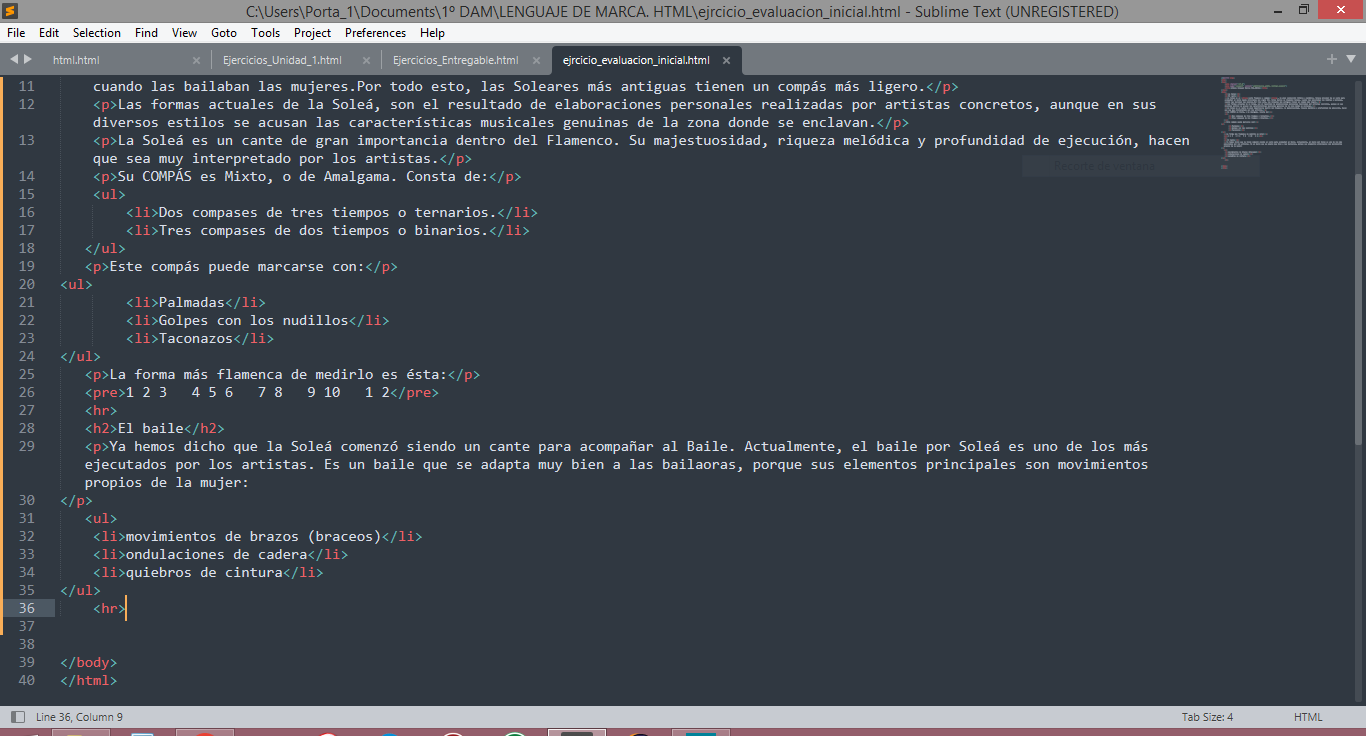 C:\Users\Porta_1\Documents\1º DAM\LENGUAJE DE MARCA. HTML\ejrcicio_evaluacion_inicial.html - Sublime Text (UNREGISTERED)
File Edit Selection Find View Goto Tools Project Preferences Help
html.html Ejercicios_Unidad_1.html Ejercicios_Entregable.html ejrcicio_evaluacion_inicial.html
11 cuando las bailaban las mujeres.Por todo esto, las Soleares más antiguas tienen un compás más ligero.</p>
12 <p>Las formas actuales de la Soleá, son el resultado de elaboraciones personales realizadas por artistas concretos, aunque en sus
diversos estilos se acusan las características musicales genuinas de la zona donde se enclavan.</p>
13 <p>La Soleá es un cante de gran importancia dentro del Flamenco. Su majestuosidad, riqueza melódica y profundidad de ejecución, hacen
que sea muy interpretado por los artistas.</p>
14 <p>Su COMPÁS es Mixto, o de Amalgama. Consta de:</p>
15 <ul>
16 <li>Dos compases de tres tiempos o ternarios.</li>
17 <li>Tres compases de dos tiempos o binarios.</li>
18 </ul>
19 <p>Este compás puede marcarse con:</p>
20 <ul>
21 <li>Palmadas</li>
22 <li>Golpes con los nudillos</li>
23 <li>Taconazos</li>
24 </ul>
25 <p>La forma más flamenca de medirlo es ésta:</p>
26 <pre>1 2 3   4 5 6   7 8   9 10   1 2</pre>
27 <hr>
28 <h2>El baile</h2>
29 <p>Ya hemos dicho que la Soleá comenzó siendo un cante para acompañar al Baile. Actualmente, el baile por Soleá es uno de los más
ejecutados por los artistas. Es un baile que se adapta muy bien a las bailaoras, porque sus elementos principales son movimientos
propios de la mujer:
30 </p>
31 <ul>
32 <li>movimientos de brazos (braceos)</li>
33 <li>ondulaciones de cadera</li>
34 <li>quiebros de cintura</li>
35 </ul>
36 <hr>
37
38
39 </body>
40 </html>
Line 36, Column 9 Tab Size: 4 HTML